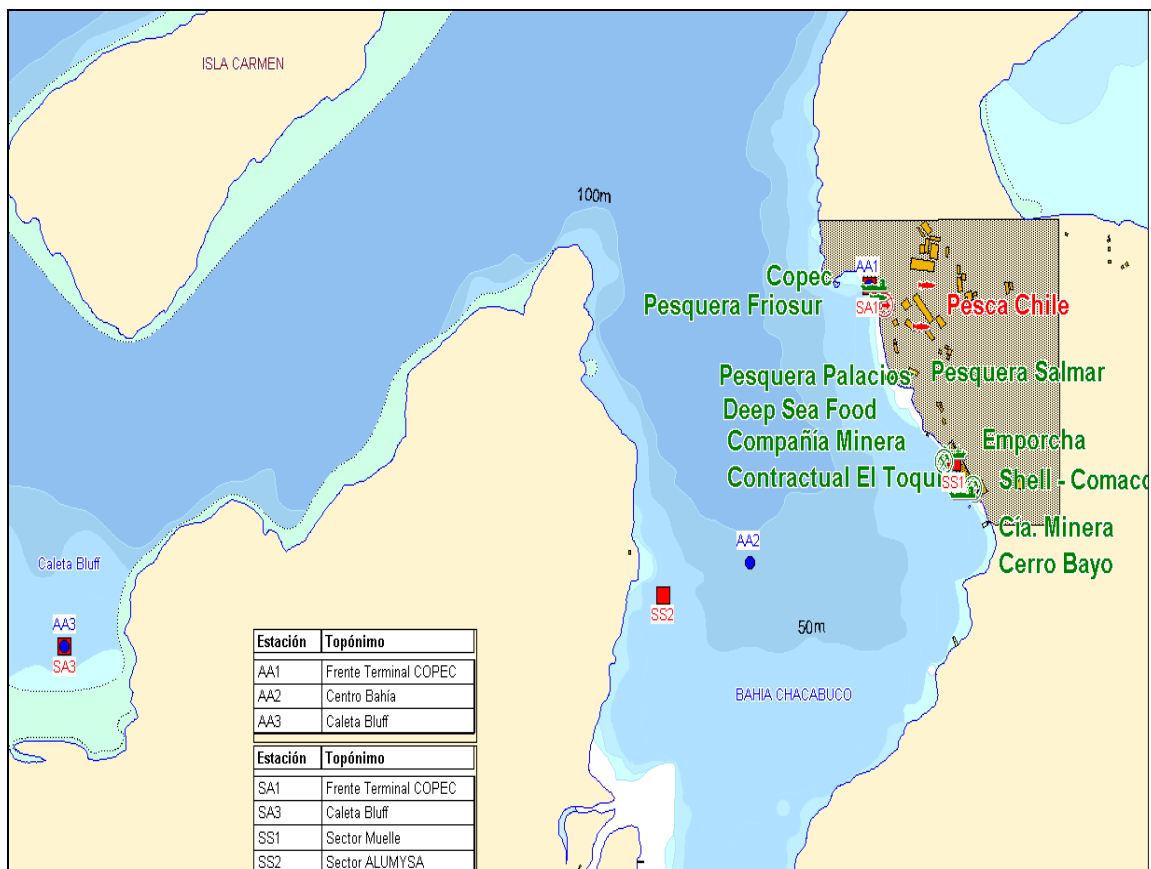 ISLA CARMEN
100m
AA1
Copec
SA1
Pesquera Friosur
Pesca Chile
Pesquera Palacios
Pesquera Salmar
Deep Sea Food
Compañía Minera
Emporcha
Contractual El Toqui
SS1
Shell - Comaco
Cía. Minera
Cerro Bayo
AA2
Caleta Bluff
SS2
AA3
SA3
50m
BAHIA CHACABUCO
Estación Topónimo
AA1 Frente Terminal COPEC
AA2 Centro Bahía
AA3 Caleta Bluff
Estación Topónimo
SA1 Frente Terminal COPEC
SA3 Caleta Bluff
SS1 Sector Muelle
SS2 Sector ALUMYSA